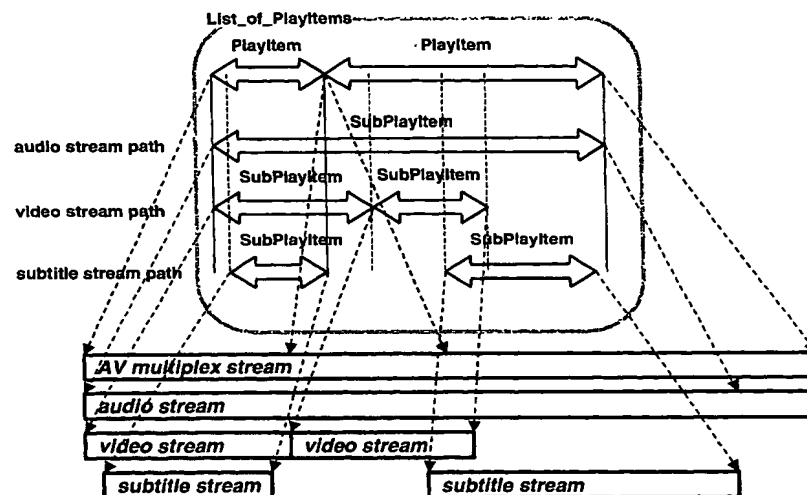 List_of_PlayItems
PlayItem PlayItem
SubPlayItem
audio stream path
SubPlayItem SubPlayItem
video stream path
SubPlayItem SubPlayItem
subtitle stream path
AV multiplex stream
audio stream
video stream video stream
subtitle stream subtitle stream